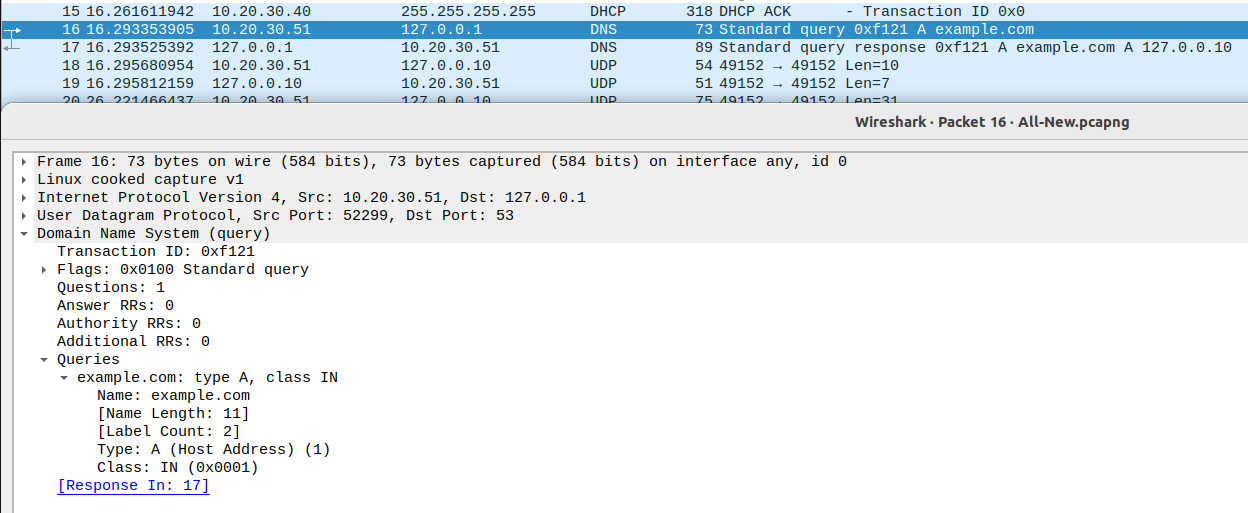 15 16.261611942 10.20.30.40 255.255.255.255 DHCP 318 DHCP ACK - Transaction ID 0x0
16 16.293353905 10.20.30.51 127.0.0.1 DNS 73 Standard query 0xf121 A example.com
17 16.293525392 127.0.0.1 10.20.30.51 DNS 89 Standard query response 0xf121 A example.com A 127.0.0.10
18 16.295680954 10.20.30.51 127.0.0.10 UDP 54 49152 → 49152 Len=10
19 16.295812159 127.0.0.10 10.20.30.51 UDP 51 49152 → 49152 Len=7
20 26.221466437 10.20.30.51 127.0.0.10 UDP 75 49152 → 49152 Len=31
Wireshark · Packet 16 · All-New.pcapng
Frame 16: 73 bytes on wire (584 bits), 73 bytes captured (584 bits) on interface any, id 0
Linux cooked capture v1
Internet Protocol Version 4, Src: 10.20.30.51, Dst: 127.0.0.1
User Datagram Protocol, Src Port: 52299, Dst Port: 53
Domain Name System (query)
Transaction ID: 0xf121
Flags: 0x0100 Standard query
Questions: 1
Answer RRs: 0
Authority RRs: 0
Additional RRs: 0
Queries
example.com: type A, class IN
Name: example.com
[Name Length: 11]
[Label Count: 2]
Type: A (Host Address) (1)
Class: IN (0x0001)
[Response In: 17]